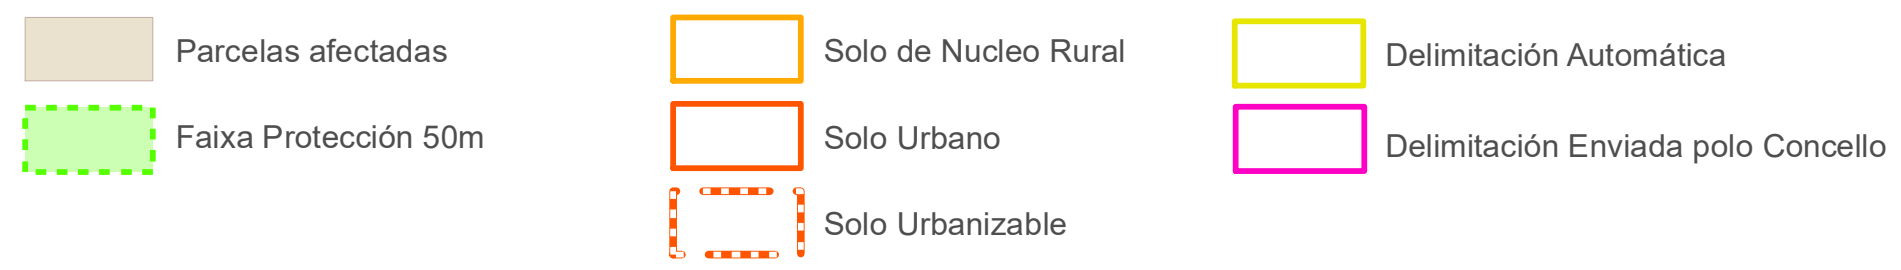 Parcelas afectadas
Faixa Protección 50m
Solo de Nucleo Rural
Solo Urbano
Solo Urbanizable
Delimitación Automática
Delimitación Enviada polo Concello